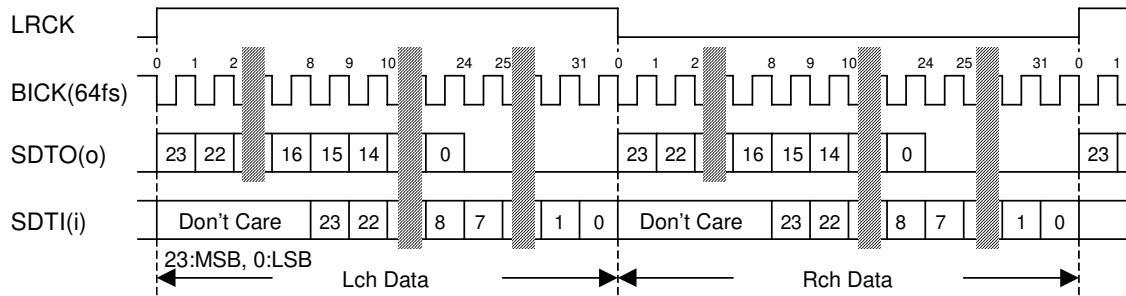 LRCK
0 1 2 8 9 10 24 25 31 0 1 2 8 9 10 24 25 31 0 1
BICK(64fs)
SDTO(o) 23 22 16 15 14 0 23 22 16 15 14 0 23
SDTI(i) Don't Care 23 22 8 7 1 0 Don't Care 23 22 8 7 1 0
23:MSB, 0:LSB
Lch Data Rch Data